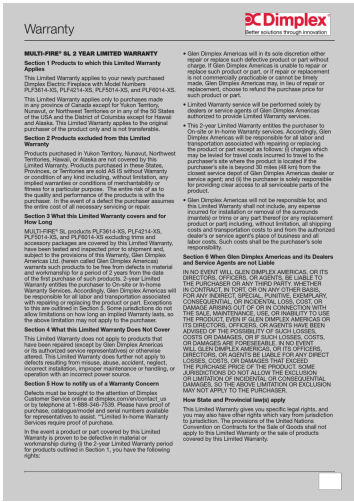 Warranty
Dimplex
Better solutions through innovation
MULTI-FIRE® SL 2 YEAR LIMITED WARRANTY
Section 1 Products to which this Limited Warranty
Applies
This Limited Warranty applies to your newly purchased
Dimplex Electric Fireplace with Model Numbers
PLF3614-XS, PLF4214-XS, PLF5014-XS, and PLF6014-XS.
This Limited Warranty applies only to purchases made
in any province of Canada except for Yukon Territory,
Nunavut, or Northwest Territories or in any of the 50 States
of the USA and the District of Columbia except for Hawaii
and Alaska. This Limited Warranty applies to the original
purchaser of the product only and is not transferable.
Section 2 Products excluded from this Limited
Warranty
Products purchased in Yukon Territory, Nunavut, Northwest
Territories, Hawaii, or Alaska are not covered by this
Limited Warranty. Products purchased in these States,
Provinces, or Territories are sold AS IS without Warranty
or condition of any kind including, without limitation, any
implied warranties or conditions of merchantability or
fitness for a particular purpose. The entire risk of as to
the quality and performance of the products is with the
purchaser. In the event of a defect the purchaser assumes
the entire cost of all necessary servicing or repair.
Section 3 What this Limited Warranty covers and for
How Long
MULTI-FIRE® SL products PLF3614-XS, PLF4214-XS,
PLF5014-XS, and PLF6014-XS excluding trims and
accessory packages are covered by this Limited Warranty,
have been tested and inspected prior to shipment and,
subject to the provisions of this Warranty, Glen Dimplex
Americas Ltd. (herein called Glen Dimplex Americas)
warrants such products to be free from defects in material
and workmanship for a period of 2 years from the date
of the first purchase of such products. 2-year Limited
Warranty entitles the purchaser to On-site or In-home
Warranty Services. Accordingly, Glen Dimplex Americas will
be responsible for all labor and transportation associated
with repairing or replacing the product or part. Exceptions
to this are outlined in Section 5. Some jurisdictions do not
allow limitations on how long an implied Warranty lasts, so
the above limitation may not apply to the purchaser.
Section 4 What this Limited Warranty Does Not Cover
This Limited Warranty does not apply to products that
have been repaired (except by Glen Dimplex Americas
or its authorized service representatives) or otherwise
altered. This Limited Warranty does further not apply to
defects resulting from misuse, abuse, accident, neglect,
incorrect installation, improper maintenance or handling, or
operation with an incorrect power source.
Section 5 How to notify us of a Warranty Concern
Defects must be brought to the attention of Dimplex
Customer Service online at dimplex.com/en/contact_us
or by telephone at 1-888-346-7539. Please have proof of
purchase, catalogue/model and serial numbers available
for representatives to assist. **Limited In-home Warranty
Services require proof of purchase.
In the event a product or part covered by this Limited
Warranty is proven to be defective in material or
workmanship during (i) the 2-year Limited Warranty period
for products outlined in Section 1, you have the following
rights:
• Glen Dimplex Americas will in its sole discretion either
repair or replace such defective product or part without
charge. If Glen Dimplex Americas is unable to repair or
replace such product or part, or if repair or replacement
is not commercially practicable or cannot be timely
made, Glen Dimplex Americas may, in lieu of repair or
replacement, choose to refund the purchase price for
such product or part.
• Limited Warranty service will be performed solely by
dealers or service agents of Glen Dimplex Americas
authorized to provide Limited Warranty services.
• This 2-year Limited Warranty entitles the purchaser to
On-site or In-home Warranty services. Accordingly, Glen
Dimplex Americas will be responsible for all labor and
transportation associated with repairing or replacing
the product or part except as follows: (i) charges which
may be levied for travel costs incurred to travel to the
purchaser's site where the product is located if the
purchaser's site is beyond 30 miles (48 km) from the
closest service depot of Glen Dimplex Americas dealer or
service agent; and (ii) the purchaser is solely responsible
for providing clear access to all serviceable parts of the
product.
• Glen Dimplex Americas will not be responsible for, and
this Limited Warranty shall not include, any expense
incurred for installation or removal of the surrounds
(mantels) or trims or any part thereof (or any replacement
product or part) including, without limitation, all shipping
costs and transportation costs to and from the authorized
dealer's or service agent's place of business and all
labor costs. Such costs shall be the purchaser's sole
responsibility.
Section 6 When Glen Dimplex Americas and its Dealers
and Service Agents are not Liable
IN NO EVENT WILL GLEN DIMPLEX AMERICAS, OR ITS
DIRECTORS, OFFICERS, OR AGENTS, BE LIABLE TO
THE PURCHASER OR ANY THIRD PARTY, WHETHER
IN CONTRACT, IN TORT, OR ON ANY OTHER BASIS,
FOR ANY INDIRECT, SPECIAL, PUNITIVE, EXEMPLARY,
CONSEQUENTIAL, OR INCIDENTAL LOSS, COST, OR
DAMAGE ARISING OUT OF OR IN CONNECTION WITH
THE SALE, MAINTENANCE, USE, OR INABILITY TO USE
THE PRODUCT, EVEN IF GLEN DIMPLEX AMERICAS OR
ITS DIRECTORS, OFFICERS, OR AGENTS HAVE BEEN
ADVISED OF THE POSSIBILITY OF SUCH LOSSES,
COSTS OR DAMAGES, OR IF SUCH LOSSES, COSTS,
OR DAMAGES ARE FORESEEABLE. IN NO EVENT
WILL GLEN DIMPLEX AMERICAS, OR ITS OFFICERS,
DIRECTORS, OR AGENTS BE LIABLE FOR ANY DIRECT
LOSSES, COSTS, OR DAMAGES THAT EXCEED
THE PURCHASE PRICE OF THE PRODUCT. SOME
JURISDICTIONS DO NOT ALLOW THE EXCLUSION
OR LIMITATION OF INCIDENTAL OR CONSEQUENTIAL
DAMAGES, SO THE ABOVE LIMITATION OR EXCLUSION
MAY NOT APPLY TO THE PURCHASER.
How State and Provincial law(s) apply
This Limited Warranty gives you specific legal rights, and
you may also have other rights which vary from jurisdiction
to jurisdiction. The provisions of the United Nations
Convention on Contracts for the Sale of Goods shall not
apply to this Limited Warranty or the sale of products
covered by this Limited Warranty.